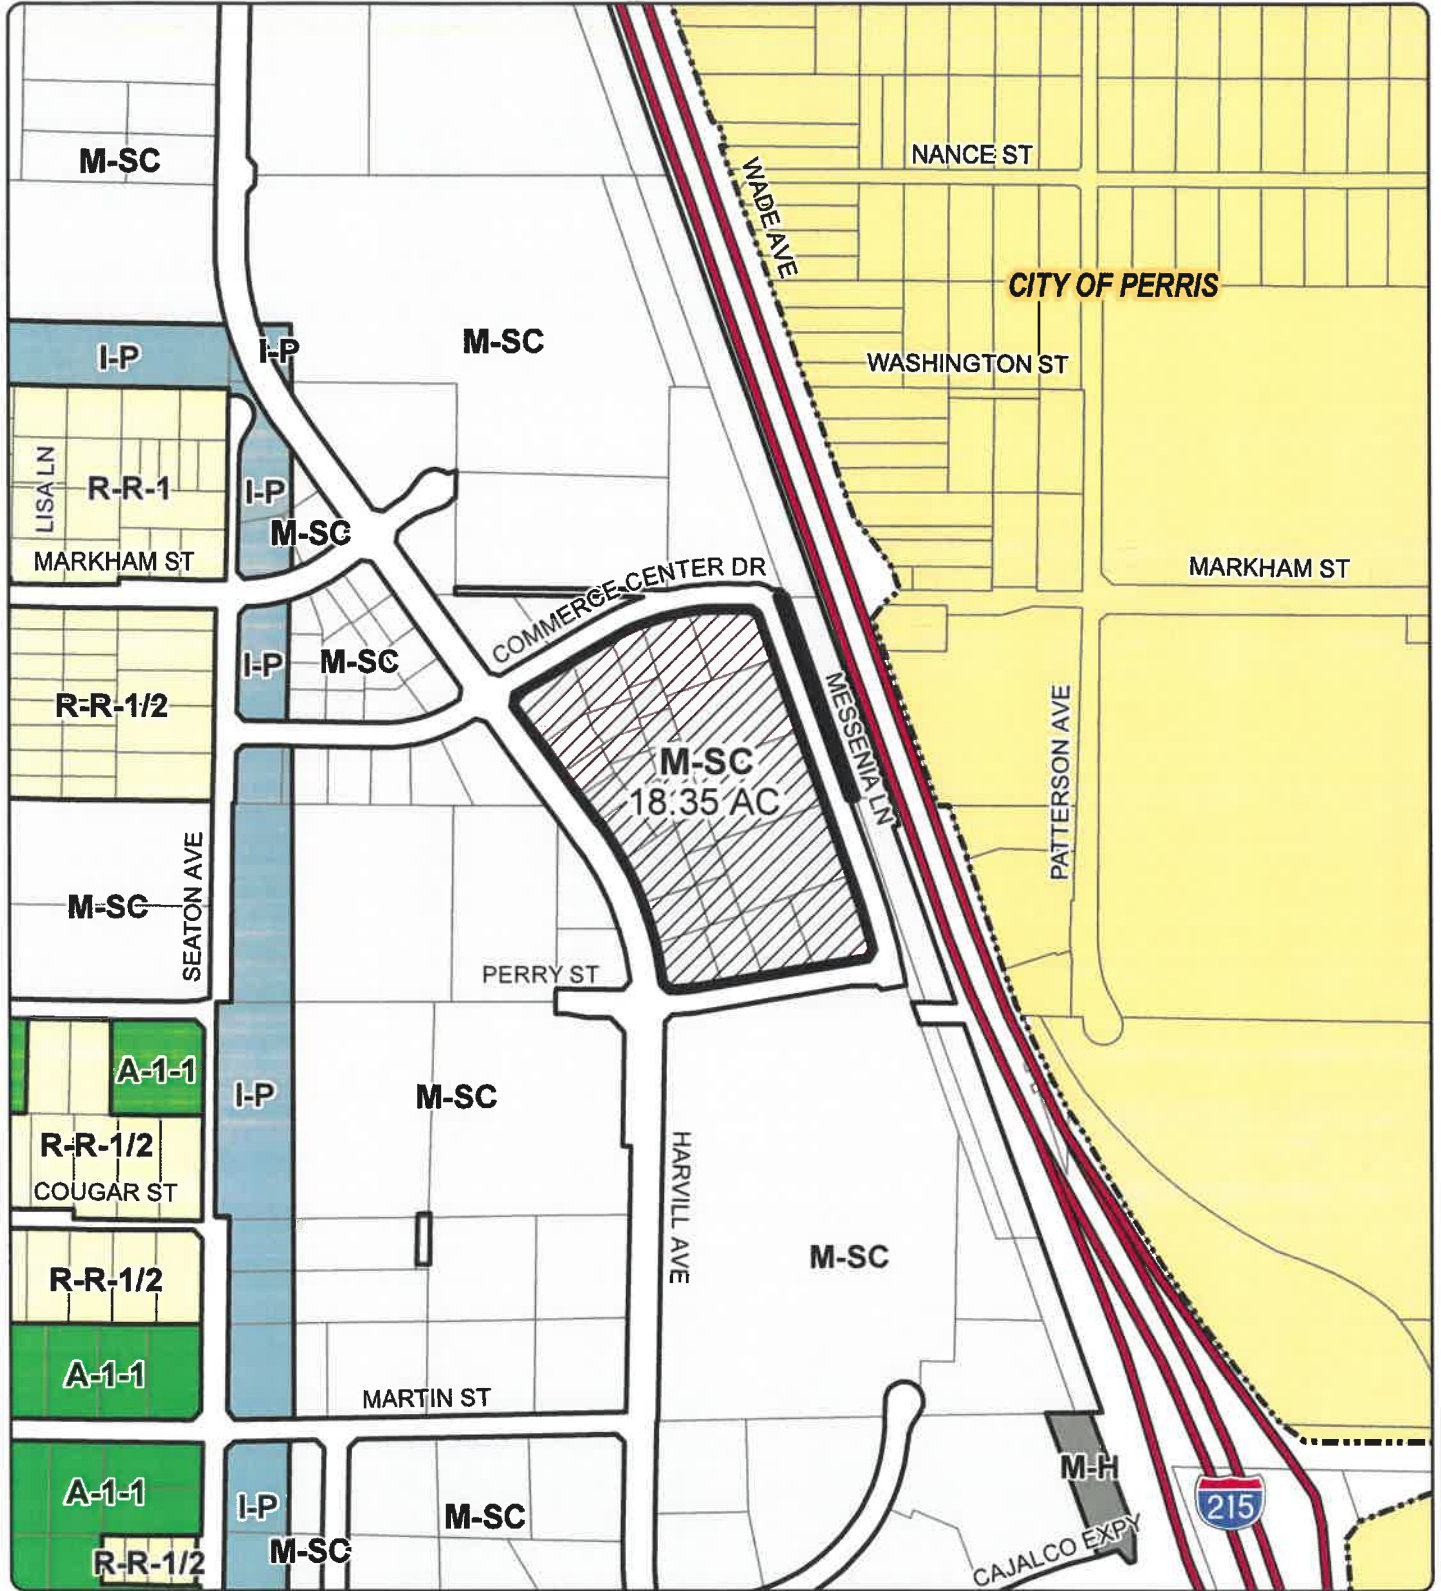 NANCE ST
M-SC
WADE AVE
CITY OF PERRIS
I-P
I-P
M-SC
WASHINGTON ST
LISA LN
R-R-1
I-P
M-SC
MARKHAM ST
COMMERCE CENTER DR
MARKHAM ST
I-P
M-SC
R-R-1/2
MESSENIA LN
PATTERSON AVE
M-SC
18.35 AC
SEATON AVE
M-SC
PERRY ST
A-1-1
I-P
M-SC
R-R-1/2
COUGAR ST
HARVILL AVE
M-SC
R-R-1/2
A-1-1
MARTIN ST
M-H
A-1-1
I-P
M-SC
215
M-SC
R-R-1/2
CAJALCO EXPY